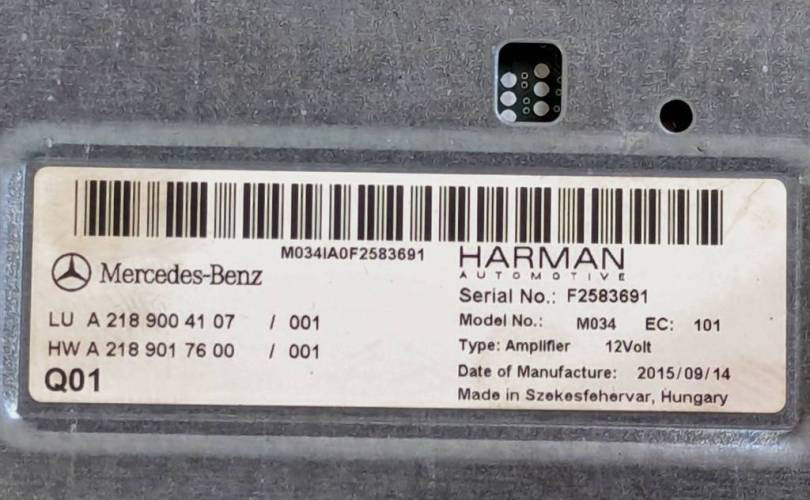 M034IA0F2583691
Mercedes-Benz
LU A 218 900 41 07 / 001
HW A 218 901 76 00 / 001
Q01
HARMAN
AUTOMOTIVE
Serial No.: F2583691
Model No.: M034 EC: 101
Type: Amplifier 12Volt
Date of Manufacture: 2015/09/14
Made in Szekesfehervar, Hungary